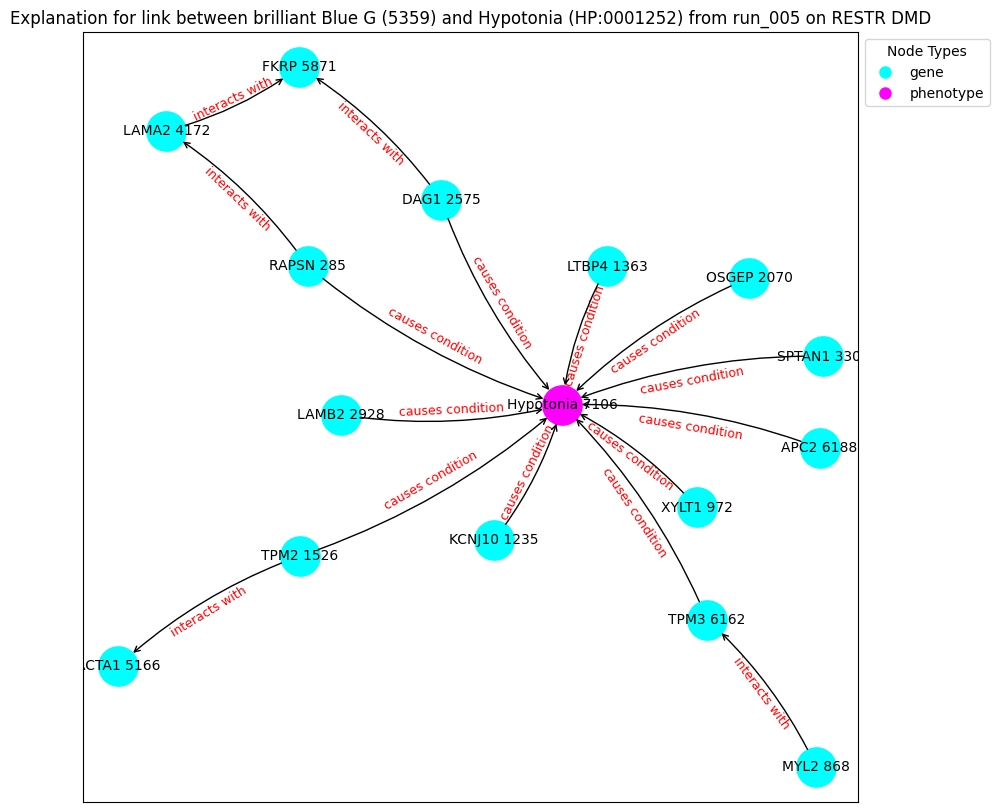 Explanation for link between brilliant Blue G (5359) and Hypotonia (HP:0001252) from run_005 on RESTR DMD
Node Types
gene
phenotype
FKRP 5871
interacts with
LAMA2 4172
interacts with
interacts with
DAG1 2575
RAPSN 285
LTBP4 1363
OSGEP 2070
causes condition
causes condition
causes condition
causes condition
SPTAN1 330
causes condition
Hypotonia 7106
LAMB2 2928
causes condition
causes condition
APC2 6188
causes condition
causes condition
causes condition
causes condition
XYLT1 972
KCNJ10 1235
TPM2 1526
interacts with
TPM3 6162
CTA1 5166
interacts with
MYL2 868